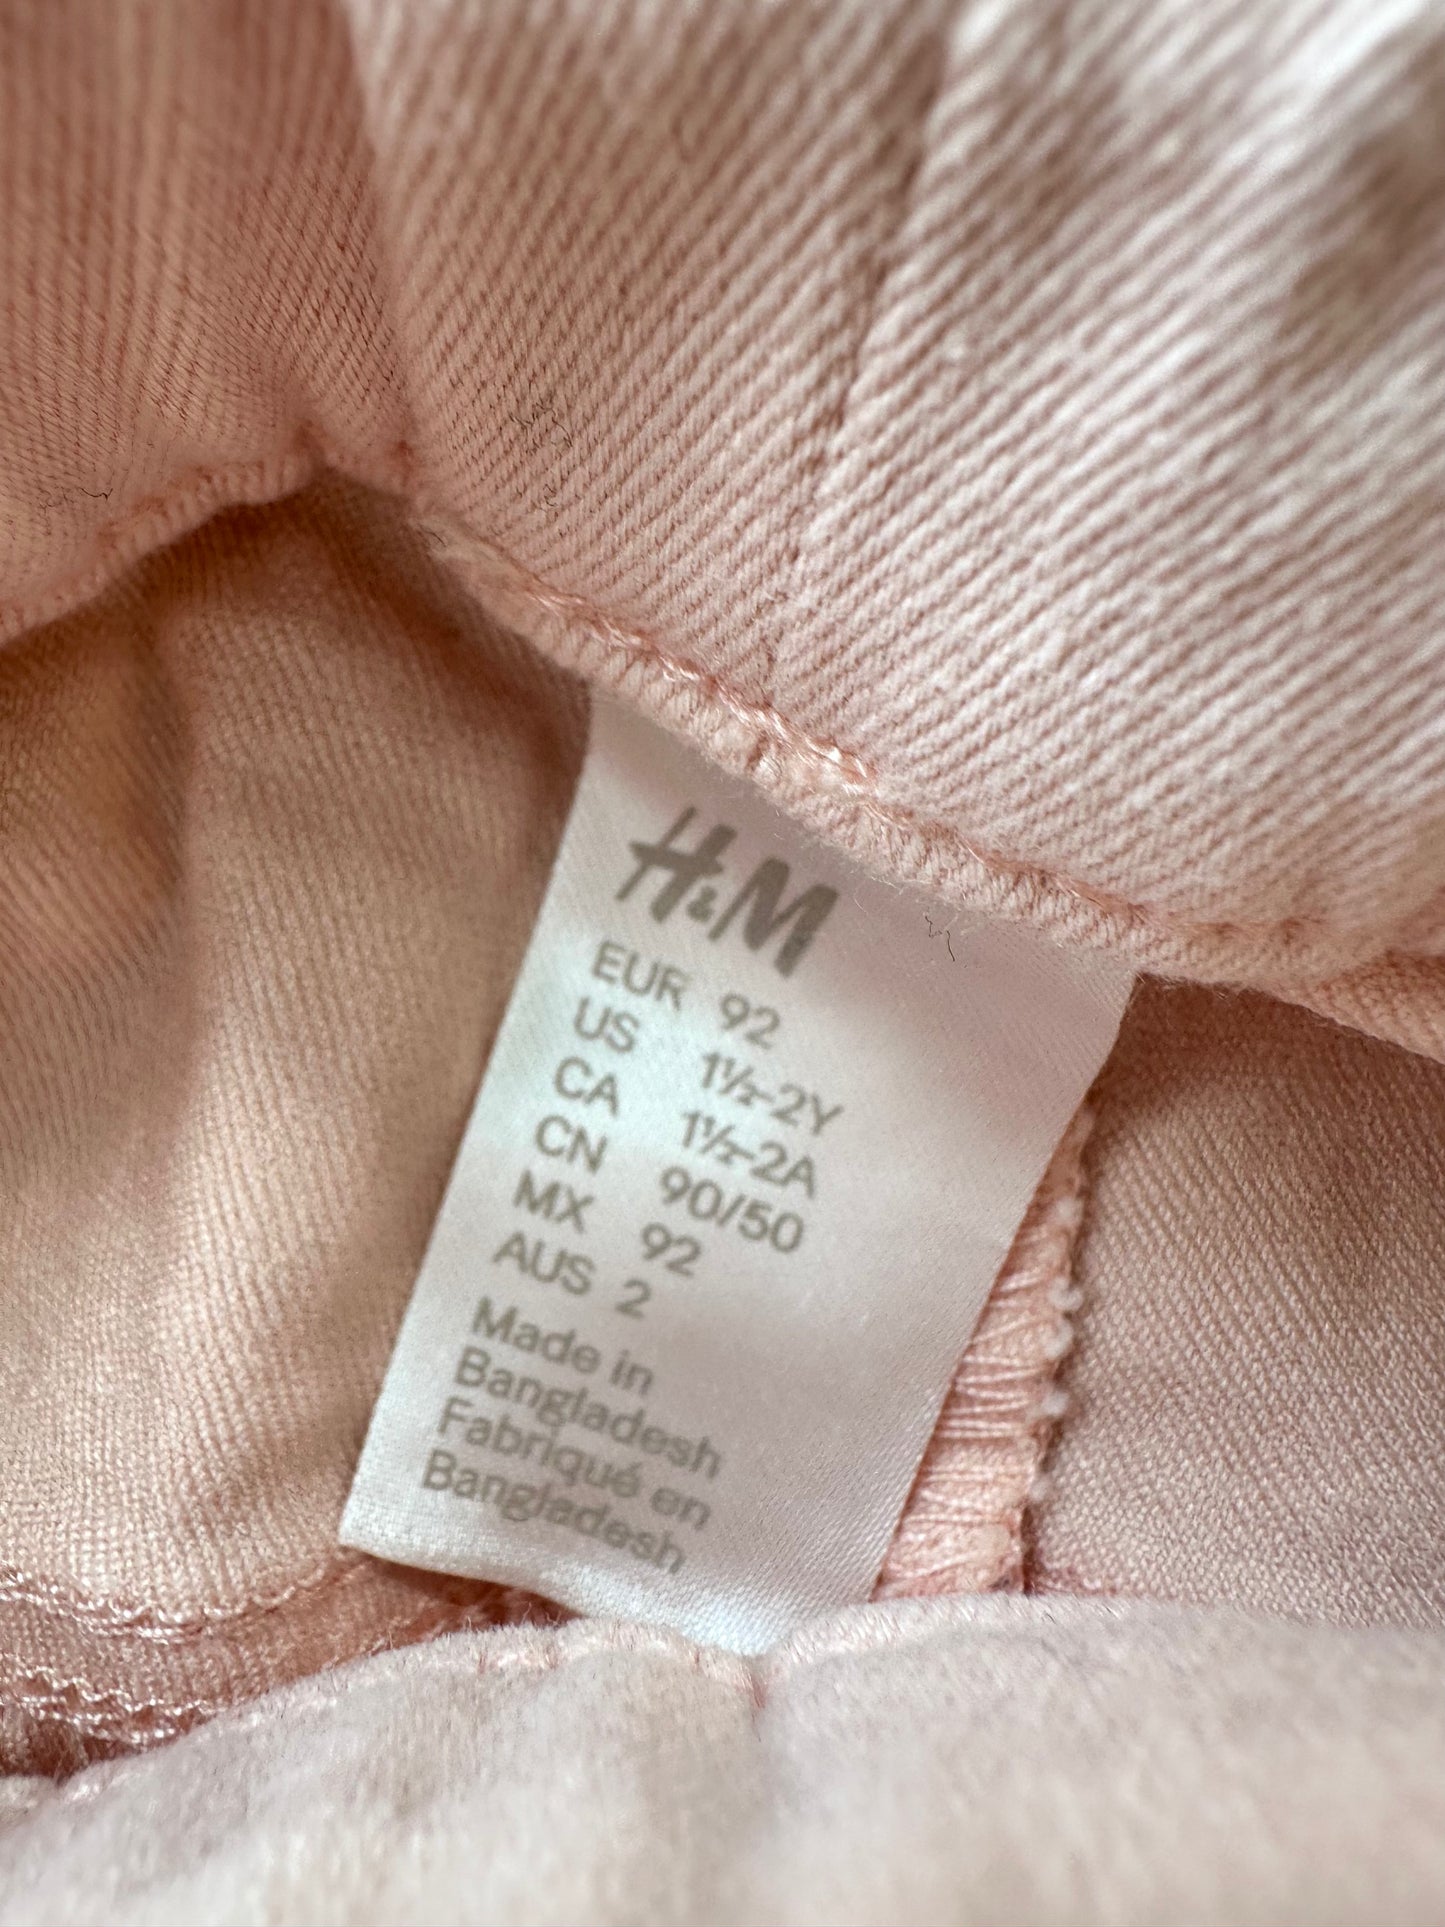 H&M
EUR 92
US 1½-2Y
CA 1½-2A
CN 90/50
MX 92
AUS 2
Made in
Bangladesh
Fabriqué en
Bangladesh